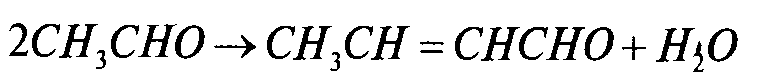 2CH₃CHO → CH₃CH = CHCHO + H₂O